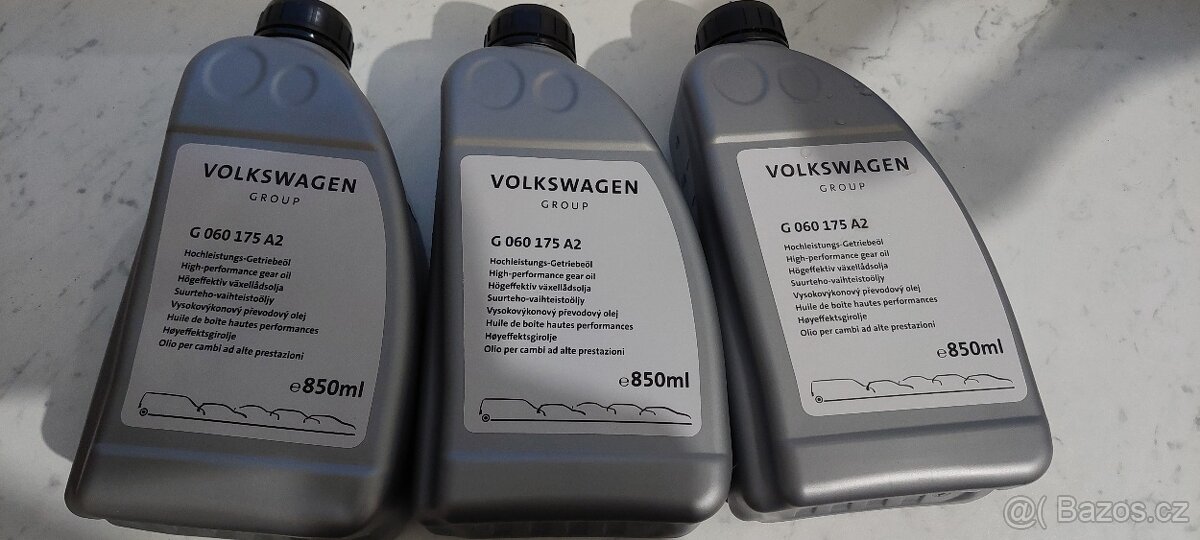 VOLKSWAGEN
GROUP
G 060 175 A2
Hochleistungs-Getriebeöl
High-performance gear oil
Högeffektiv växellådsolja
Suurteho-vaihteistoöljy
Vysokovýkonový převodový olej
Huile de boîte hautes performances
Høyeffektsgirolje
Olio per cambi ad alte prestazioni
℮850ml
VOLKSWAGEN
GROUP
G 060 175 A2
Hochleistungs-Getriebeöl
High-performance gear oil
Högeffektiv växellådsolja
Suurteho-vaihteistoöljy
Vysokovýkonový převodový olej
Huile de boîte hautes performances
Høyeffektsgirolje
Olio per cambi ad alte prestazioni
℮850ml
VOLKSWAGEN
GROUP
G 060 175 A2
Hochleistungs-Getriebeöl
High-performance gear oil
Högeffektiv växellådsolja
Suurteho-vaihteistoöljy
Vysokovýkonový převodový olej
Huile de boîte hautes performances
Høyeffektsgirolje
Olio per cambi ad alte prestazioni
℮850ml
@( Bazos.cz